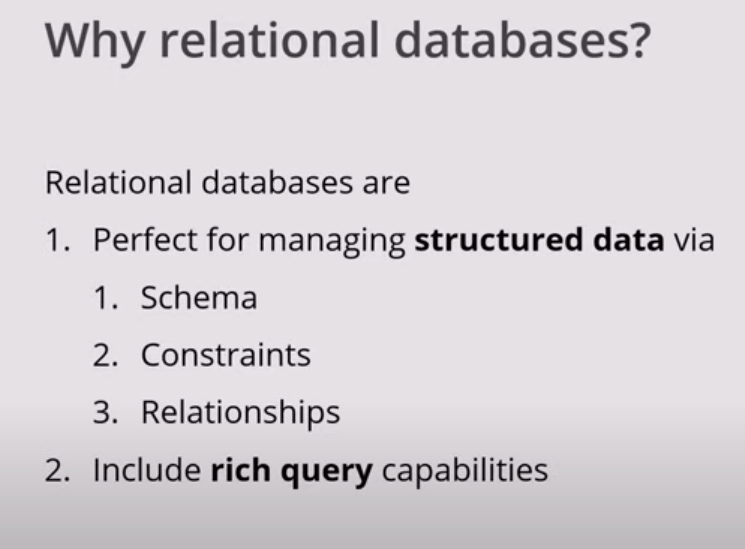 Why relational databases?
Relational databases are
1. Perfect for managing structured data via
1. Schema
2. Constraints
3. Relationships
2. Include rich query capabilities